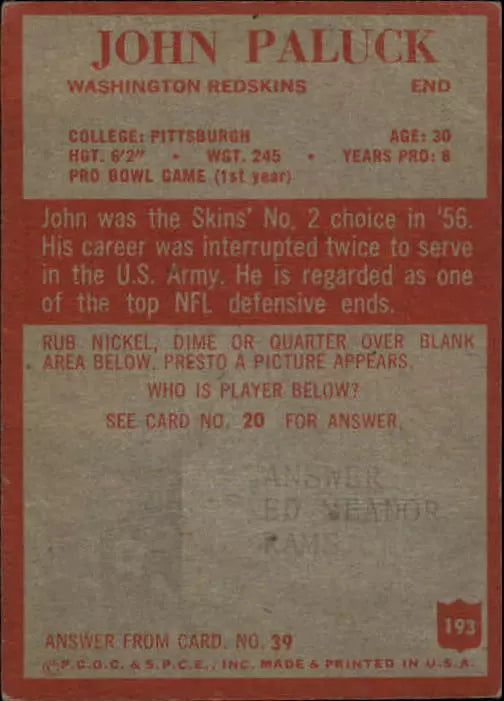 JOHN PALUCK
WASHINGTON REDSKINS END
COLLEGE: PITTSBURGH AGE: 30
HGT. 6'2" • WGT. 245 • YEARS PRO: 8
PRO BOWL GAME (1st year)
John was the Skins' No. 2 choice in '56.
His career was interrupted twice to serve
in the U.S. Army. He is regarded as one
of the top NFL defensive ends.
RUB NICKEL, DIME OR QUARTER OVER BLANK
AREA BELOW. PRESTO A PICTURE APPEARS.
WHO IS PLAYER BELOW?
SEE CARD NO. 20 FOR ANSWER.
ANSWER
ED MEADOR
RAMS
193
ANSWER FROM CARD. NO. 39
© P.C.G.C. & S.P.C.E., INC. MADE & PRINTED IN U.S.A.